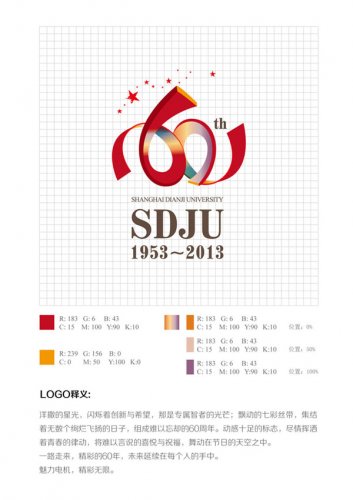 60th
SHANGHAI DIANJI UNIVERSITY
SDJU
1953～2013
R: 183 G: 6 B: 43
C: 15 M: 100 Y:90 K:10
R: 183 G: 6 B: 43
C: 15 M: 100 Y:90 K:10 位置: 0%
C: 15 M: 100 Y:90 K:10 位置: 50%
R: 239 G: 156 B: 0
C: 0 M: 50 Y:100 K:0
R: 183 G: 6 B: 43
C: 15 M: 100 Y:90 K:10 位置: 100%
LOGO释义:
洋撒的星光，闪烁着创新与希望，那是专属智者的光芒；飘动的七彩丝带，集结
着无数个绚烂飞扬的日子，组成难以忘却的60周年。动感十足的标志，尽情挥洒
着青春的律动，将难以言说的喜悦与祝福，舞动在节日的天空之中。
一路走来，精彩的60年，未来延续在每个人的手中。
魅力电机，精彩无限。